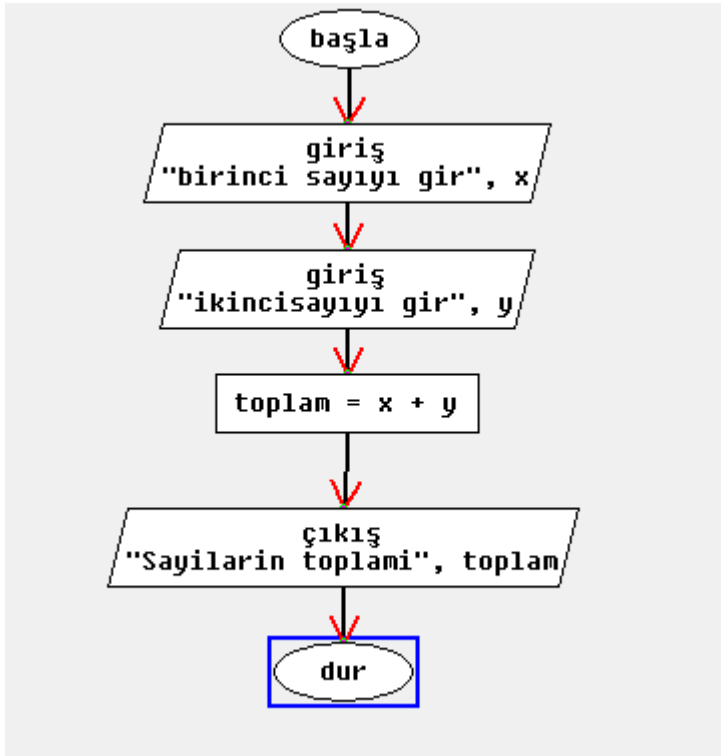 başla
giriş
"birinci sayıyı gir", x
giriş
"ikincisayıyı gir", y
toplam = x + y
çıkış
"Sayilarin toplami", toplam
dur